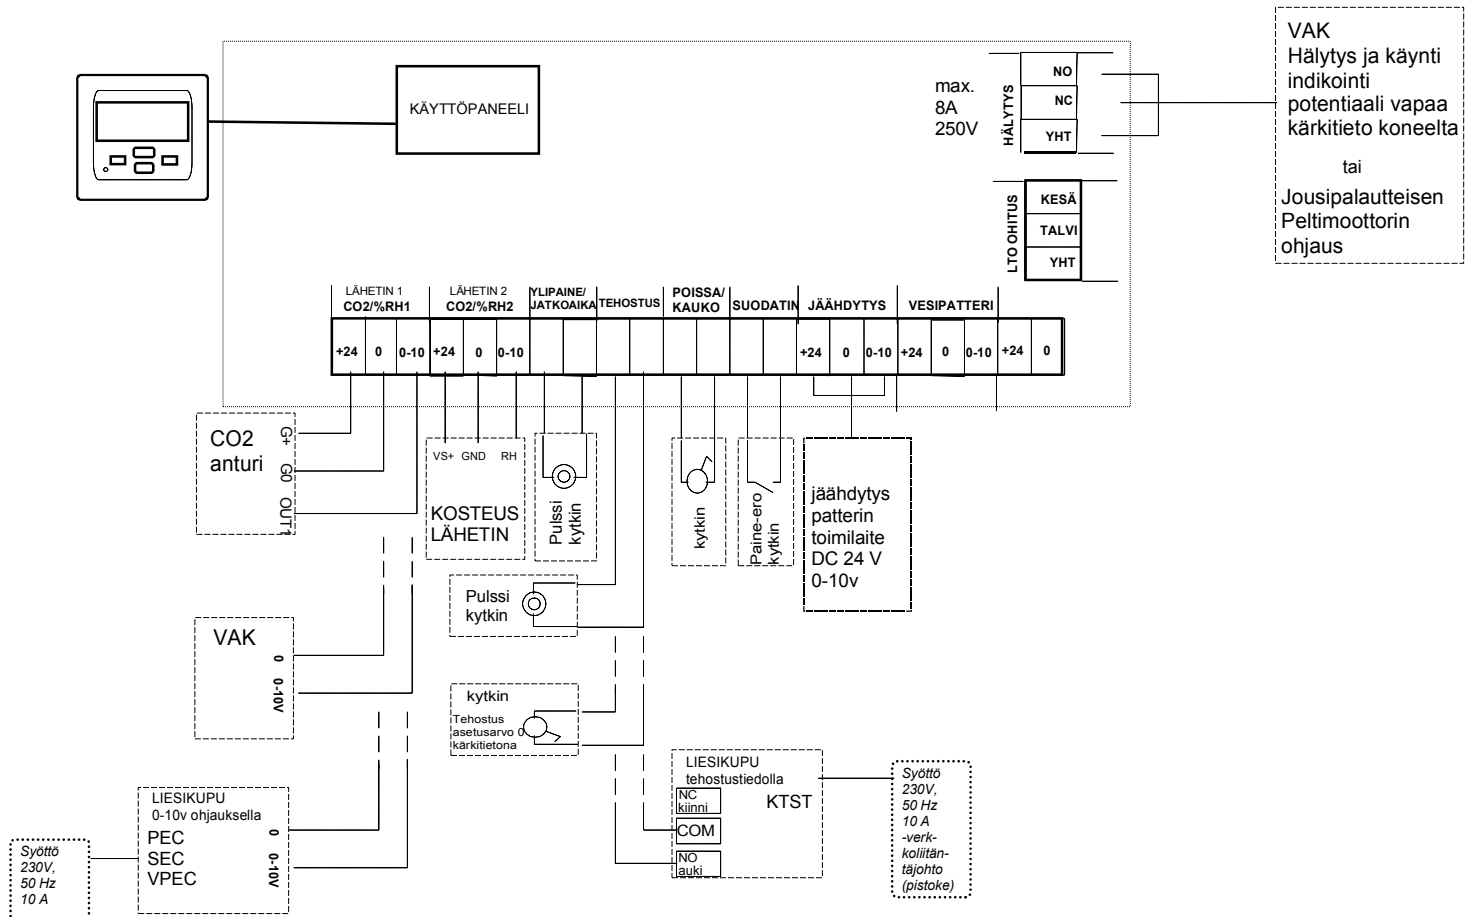 KÄYTTÖPANEELI
max.
8A
250V
HÄLYTYS
NO
NC
YHT
VAK
Hälytys ja käynti
indikointi
potentiaali vapaa
kärkitieto koneelta
tai
Jousipalautteisen
Peltimoottorin
ohjaus
LTO OHITUS
KESÄ
TALVI
YHT
LÄHETIN 1
CO2/%RH1
LÄHETIN 2
CO2/%RH2
YLIPAINE/
JATKOAIKA
TEHOSTUS
POISSA/
KAUKO
SUODATIN
JÄÄHDYTYS
VESIPATTERI
+24 0 0-10 +24 0 0-10 +24 0 0-10 +24 0 0-10 +24 0
CO2
anturi
G+
G0
OUT1
VS+ GND RH
KOSTEUS
LÄHETIN
Pulssi
kytkin
kytkin
Paine-ero
kytkin
jäähdytys
patterin
toimilaite
DC 24 V
0-10v
Pulssi
kytkin
VAK
0
0-10V
kytkin
Tehostus
asetusarvo 0
kärkitietona
LIESIKUPU
0-10v ohjauksella
PEC
SEC
VPEC
0
0-10V
Syöttö
230V,
50 Hz
10 A
LIESIKUPU
tehostustiedolla
NC
kiinni
KTST
COM
NO
auki
Syöttö
230V,
50 Hz
10 A
-verk-
koliitän-
täjohto
(pistoke)